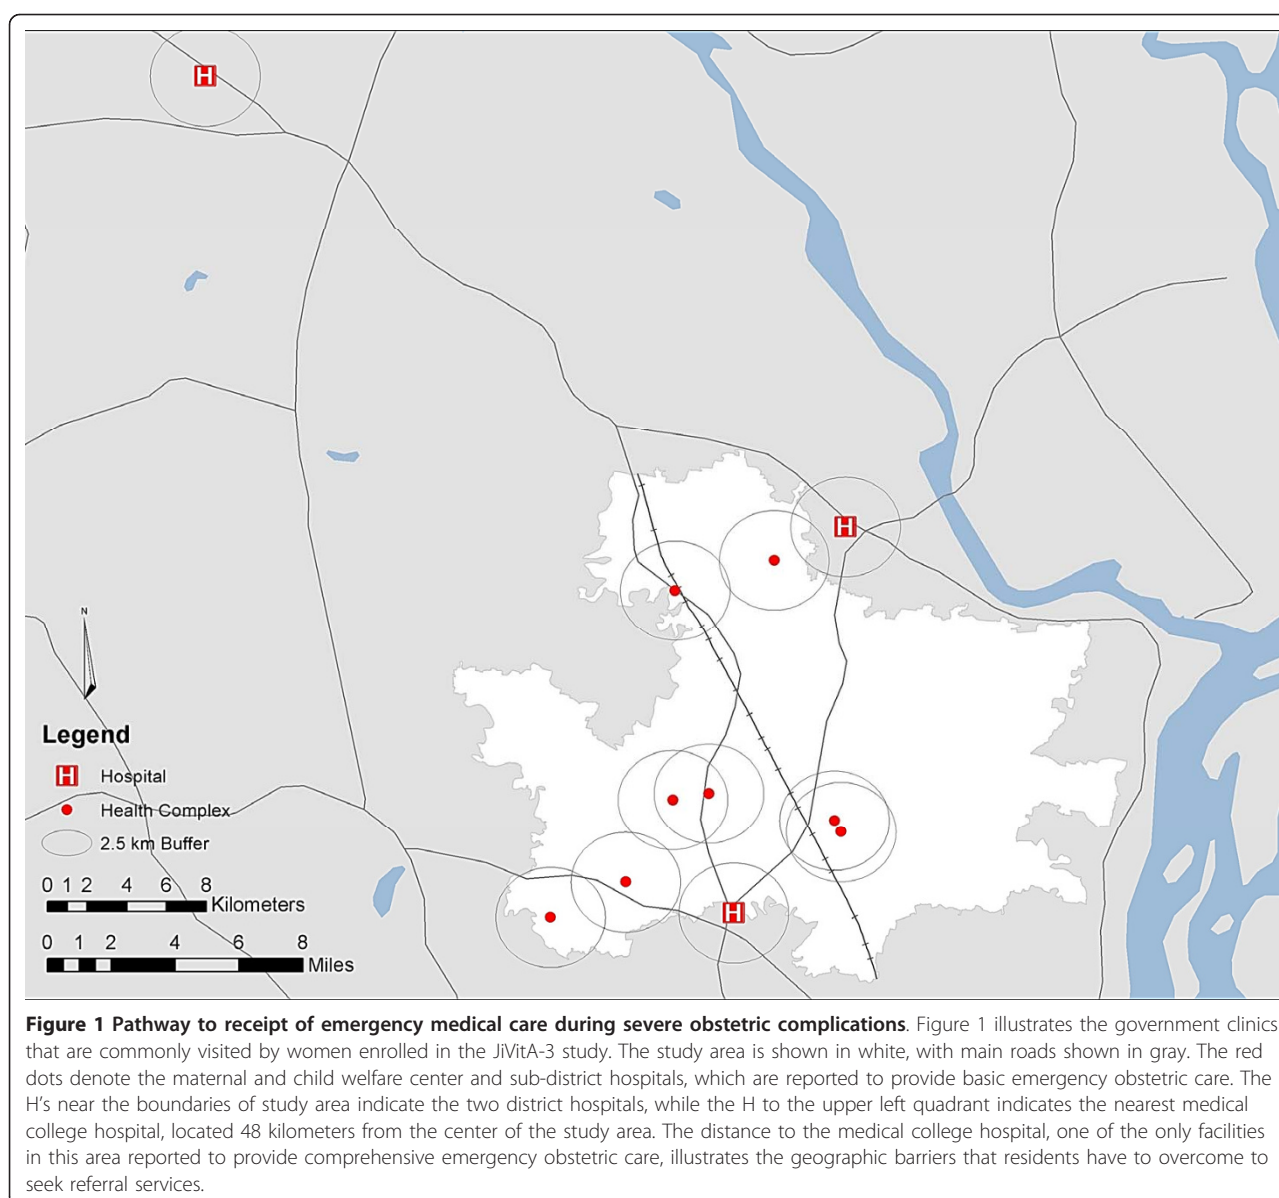 H
H
N
Legend
H Hospital
Health Complex
2.5 km Buffer
0 1 2 4 6 8
Kilometers
H
0 1 2 4 6 8
Miles
Figure 1 Pathway to receipt of emergency medical care during severe obstetric complications. Figure 1 illustrates the government clinics
that are commonly visited by women enrolled in the JiVitA-3 study. The study area is shown in white, with main roads shown in gray. The red
dots denote the maternal and child welfare center and sub-district hospitals, which are reported to provide basic emergency obstetric care. The
H's near the boundaries of study area indicate the two district hospitals, while the H to the upper left quadrant indicates the nearest medical
college hospital, located 48 kilometers from the center of the study area. The distance to the medical college hospital, one of the only facilities
in this area reported to provide comprehensive emergency obstetric care, illustrates the geographic barriers that residents have to overcome to
seek referral services.